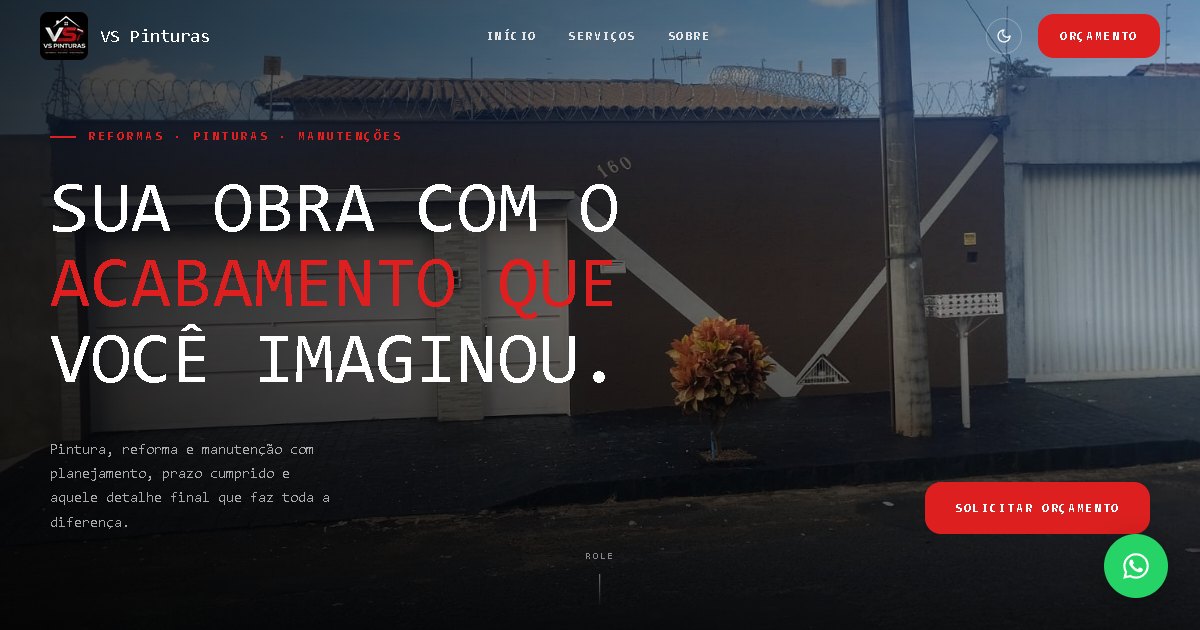 VS PINTURAS
VS Pinturas
INÍCIO
SERVIÇOS
SOBRE
ORÇAMENTO
REFORMAS · PINTURAS · MANUTENÇÕES
160
SUA OBRA COM O
ACABAMENTO QUE
VOCÊ IMAGINOU.
Pintura, reforma e manutenção com
planejamento, prazo cumprido e
aquele detalhe final que faz toda a
diferença.
SOLICITAR ORÇAMENTO
ROLE